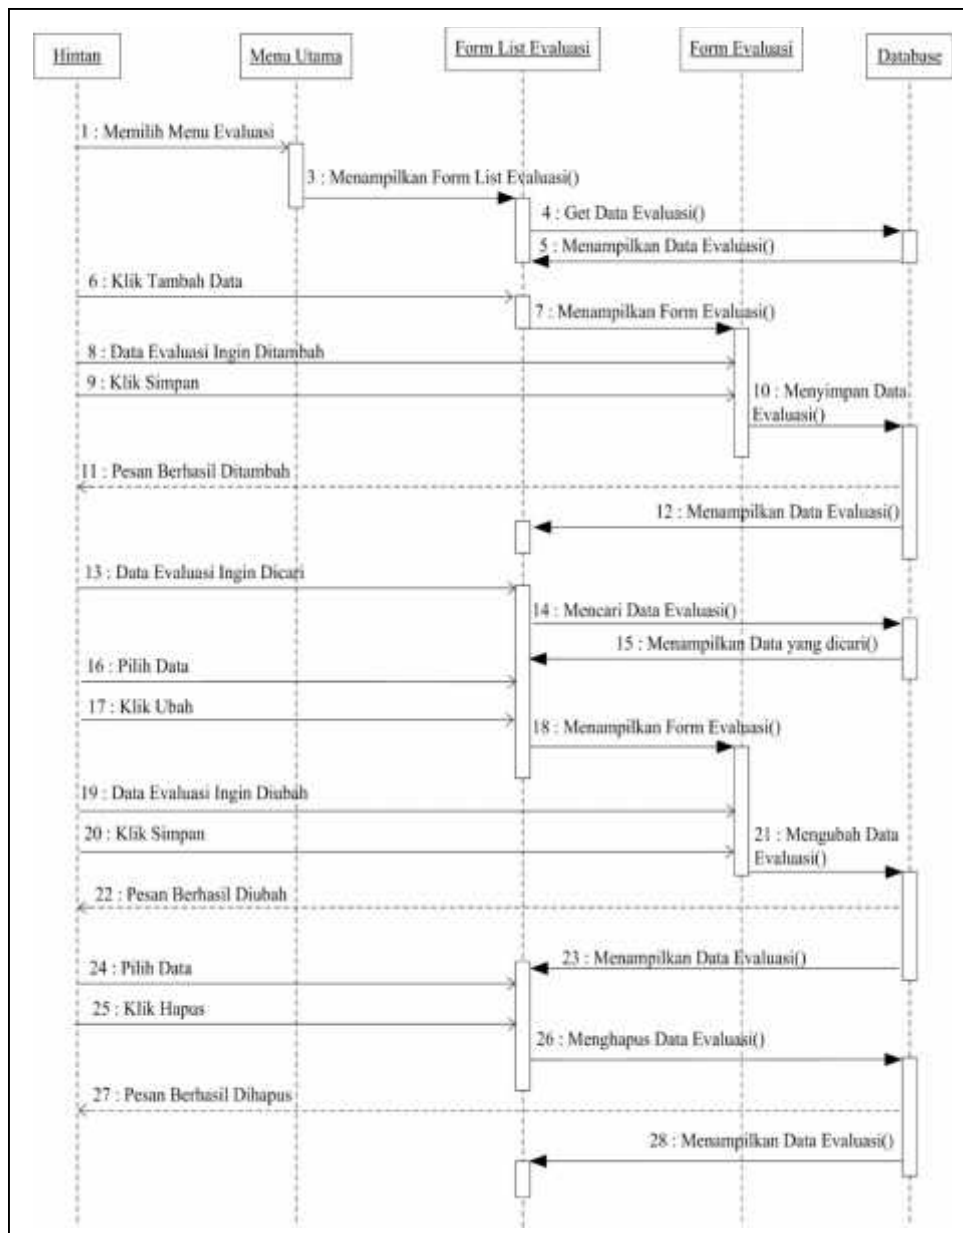 Hintan
Menu Utama
Form List Evaluasi
Form Evaluasi
Database
1 : Memilih Menu Evaluasi
3 : Menampilkan Form List Evaluasi()
4 : Get Data Evaluasi()
5 : Menampilkan Data Evaluasi()
6 : Klik Tambah Data
7 : Menampilkan Form Evaluasi()
8 : Data Evaluasi Ingin Ditambah
9 : Klik Simpan
10 : Menyimpan Data
Evaluasi()
11 : Pesan Berhasil Ditambah
12 : Menampilkan Data Evaluasi()
13 : Data Evaluasi Ingin Dicari
14 : Mencari Data Evaluasi()
15 : Menampilkan Data yang dicari()
16 : Pilih Data
17 : Klik Ubah
18 : Menampilkan Form Evaluasi()
19 : Data Evaluasi Ingin Diubah
20 : Klik Simpan
21 : Mengubah Data
Evaluasi()
22 : Pesan Berhasil Diubah
23 : Menampilkan Data Evaluasi()
24 : Pilih Data
25 : Klik Hapus
26 : Menghapus Data Evaluasi()
27 : Pesan Berhasil Dihapus
28 : Menampilkan Data Evaluasi()